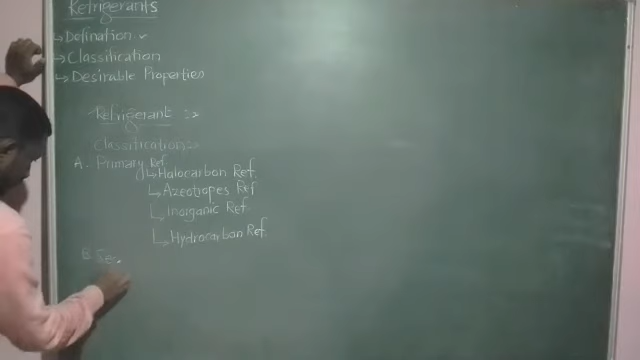 Refrigerants
↳ Defination ✓
↳ Classification
↳ Desirable Properties
Refrigerant :-
Classification :-
A. Primary Ref.
↳ Halocarbon Ref.
↳ Azeotropes Ref
↳ Inorganic Ref.
↳ Hydrocarbon Ref.
B. Sec